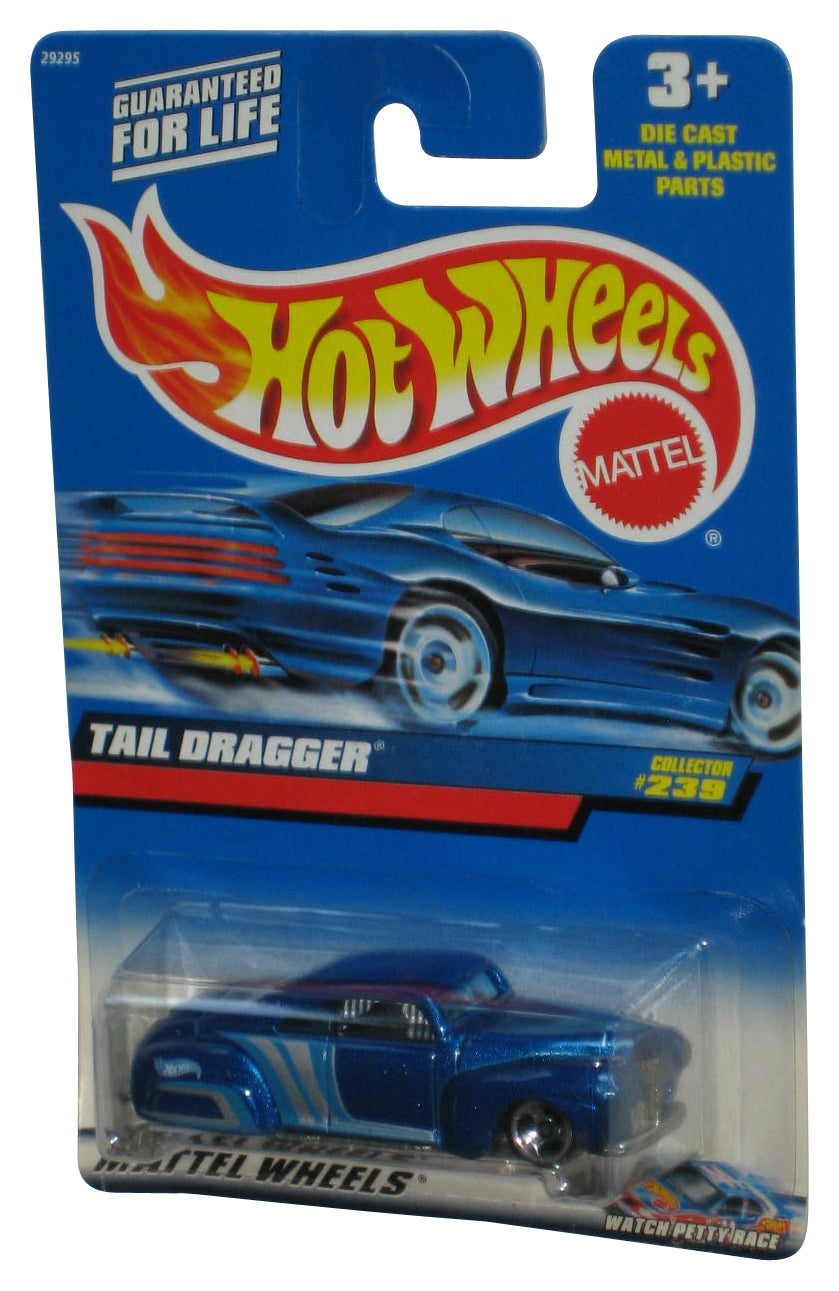 29295
GUARANTEED
FOR LIFE
3+
DIE CAST
METAL & PLASTIC
PARTS
Hot Wheels
MATTEL
®
TAIL DRAGGER®
COLLECTOR
#239
MATTEL WHEELS®
WATCH PETTY RACE